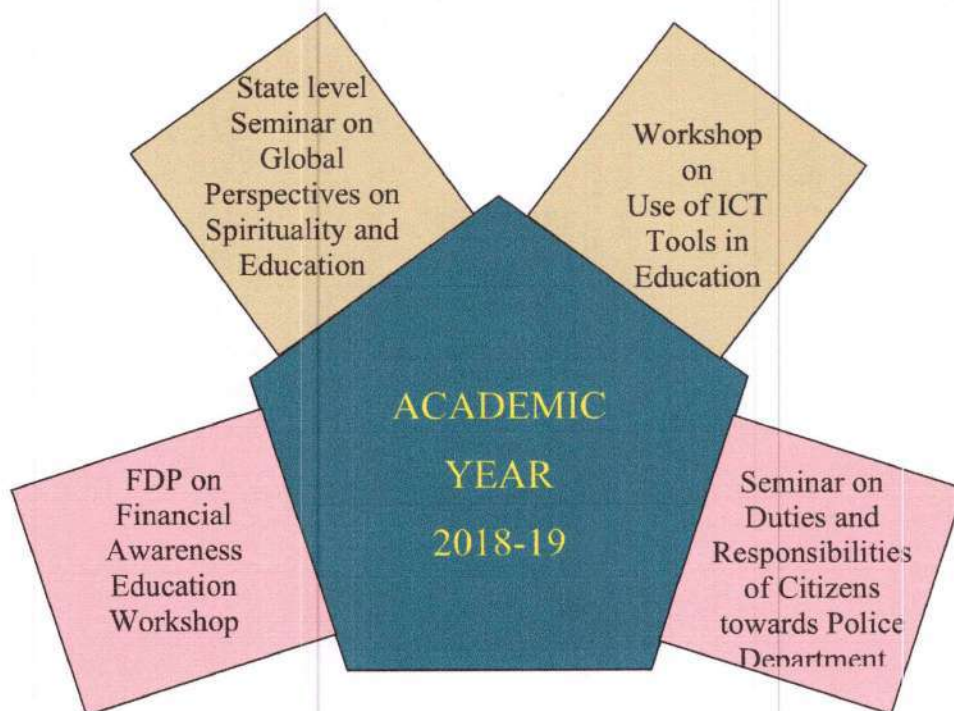 State level
Seminar on
Global
Perspectives on
Spirituality and
Education
Workshop
on
Use of ICT
Tools in
Education
ACADEMIC
YEAR
2018-19
FDP on
Financial
Awareness
Education
Workshop
Seminar on
Duties and
Responsibilities
of Citizens
towards Police
Department